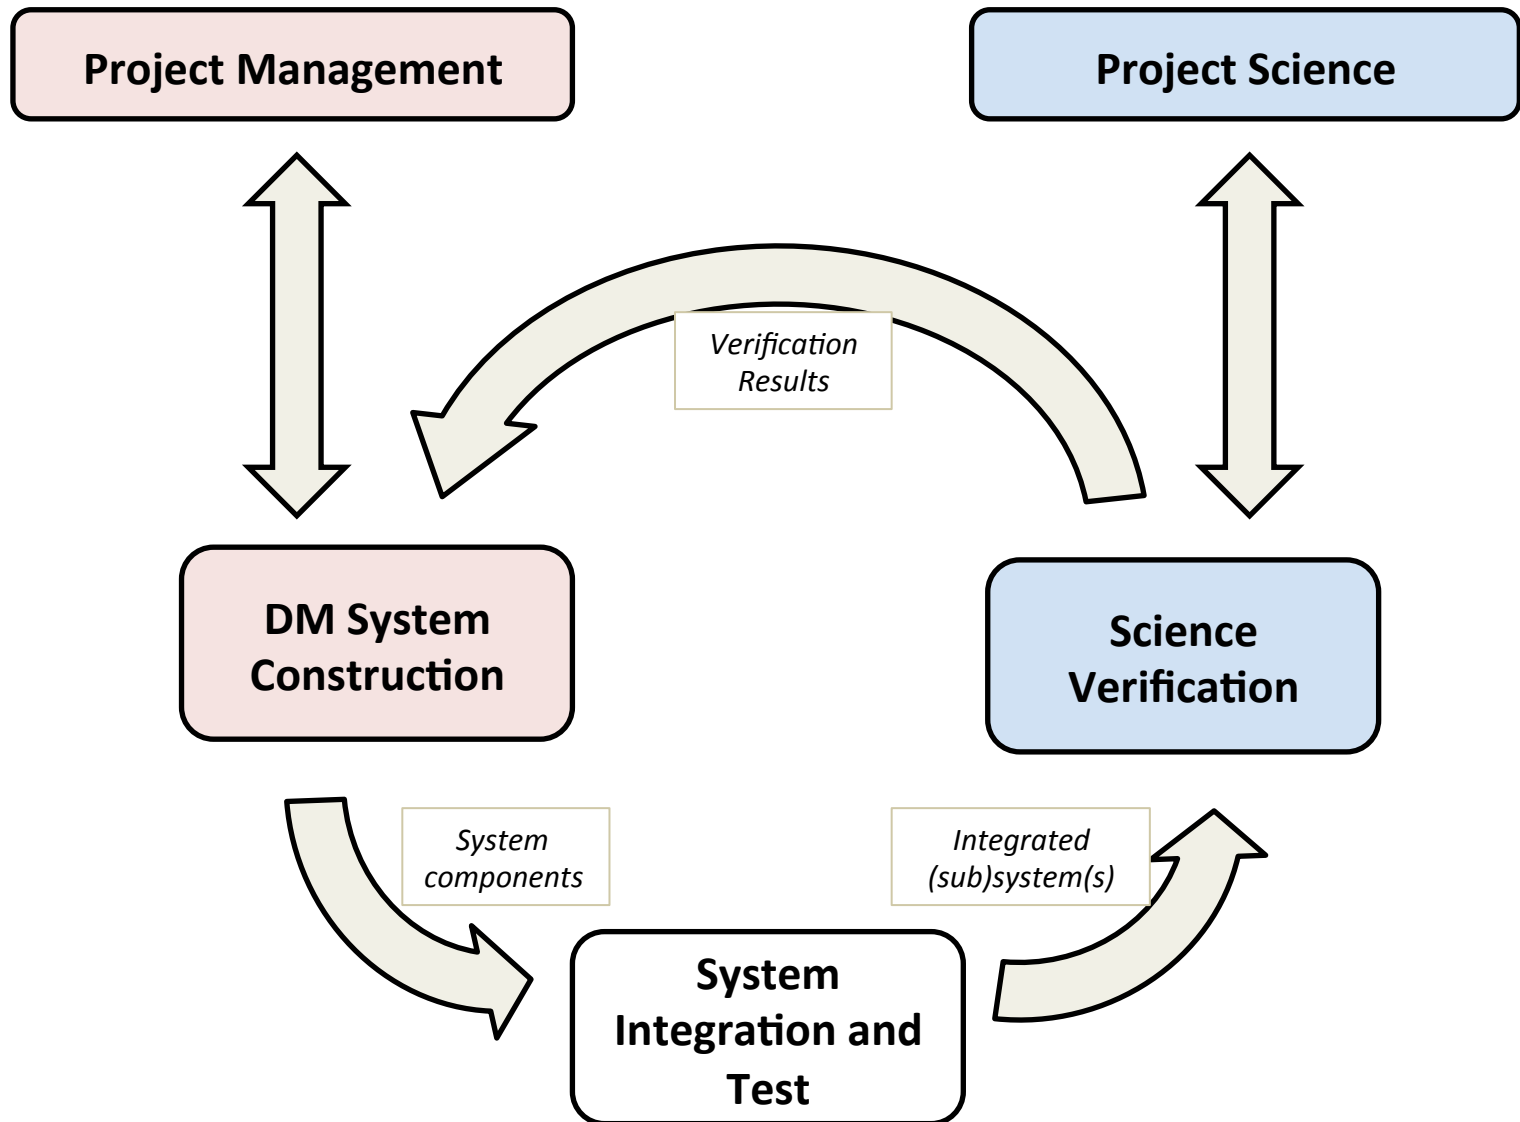 Project Management
Project Science
Verification
Results
DM System
Construction
Science
Verification
System
components
Integrated
(sub)system(s)
System
Integration and
Test